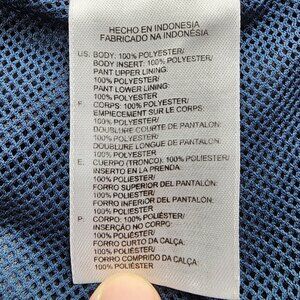 HECHO EN INDONESIA
FABRICADO NA INDONÉSIA
US: BODY: 100% POLYESTER/
BODY INSERT: 100% POLYESTER/
PANT UPPER LINING:
100% POLYESTER/
PANT LOWER LINING:
100% POLYESTER
F: CORPS: 100% POLYESTER/
EMPIECEMENT SUR LE CORPS:
100% POLYESTER/
DOUBLURE COURTE DE PANTALON:
100% POLYESTER/
DOUBLURE LONGUE DE PANTALON:
100% POLYESTER
E: CUERPO (TRONCO): 100% POLIESTER/
INSERTO EN LA PRENDA:
100% POLIESTER/
FORRO SUPERIOR DEL PANTALÓN:
100% POLIESTER/
FORRO INFERIOR DEL PANTALÓN:
100% POLIESTER
P: CORPO: 100% POLIÉSTER/
INSERÇÃO NO CORPO:
100% POLIÉSTER/
FORRO CURTO DA CALÇA:
100% POLIÉSTER/
FORRO COMPRIDO DA CALÇA:
100% POLIÉSTER